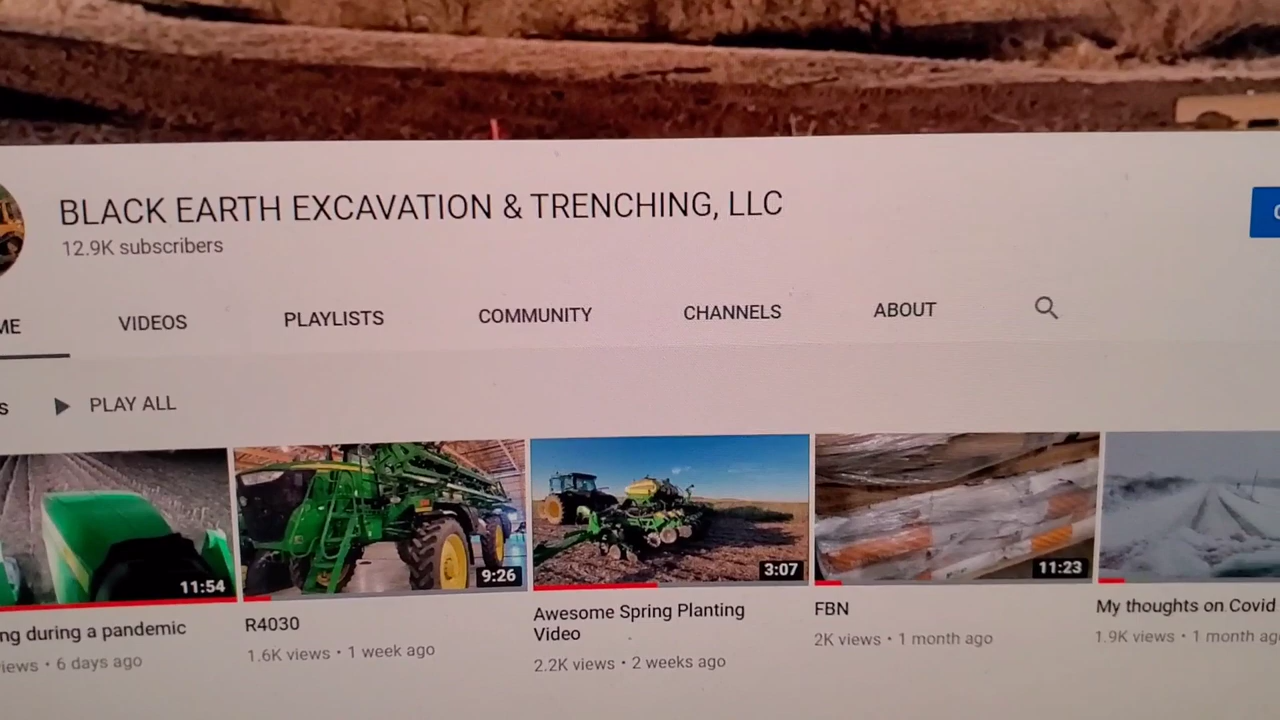 BLACK EARTH EXCAVATION & TRENCHING, LLC
12.9K subscribers
ME VIDEOS PLAYLISTS COMMUNITY CHANNELS ABOUT
s PLAY ALL
11:54 9:26 3:07 11:23
ng during a pandemic
iews • 6 days ago
R4030
1.6K views • 1 week ago
Awesome Spring Planting
Video
2.2K views • 2 weeks ago
FBN
2K views • 1 month ago
My thoughts on Covid
1.9K views • 1 month ag